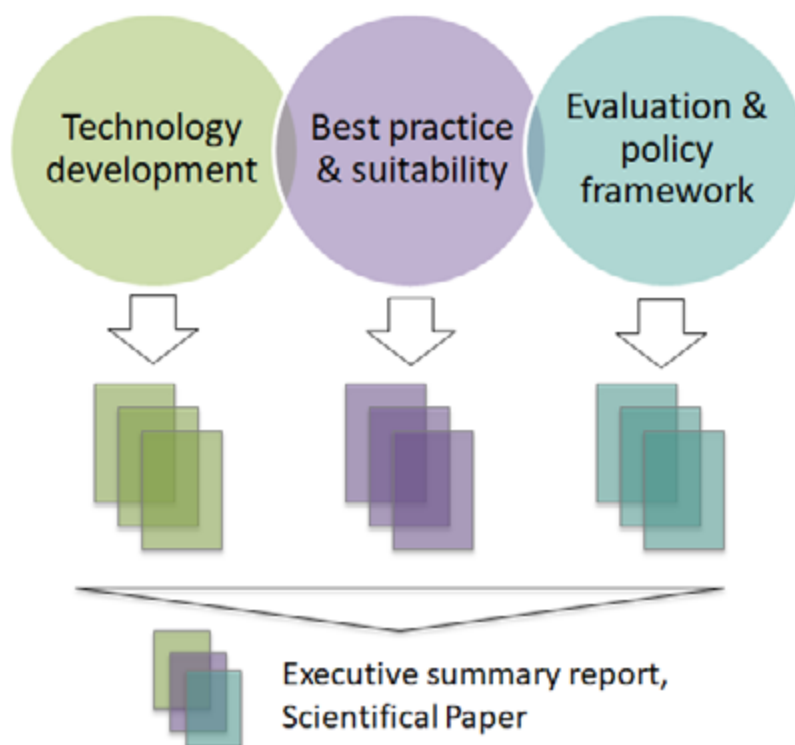 Technology
development
Best practice
& suitability
Evaluation &
policy
framework
Executive summary report,
Scientifical Paper